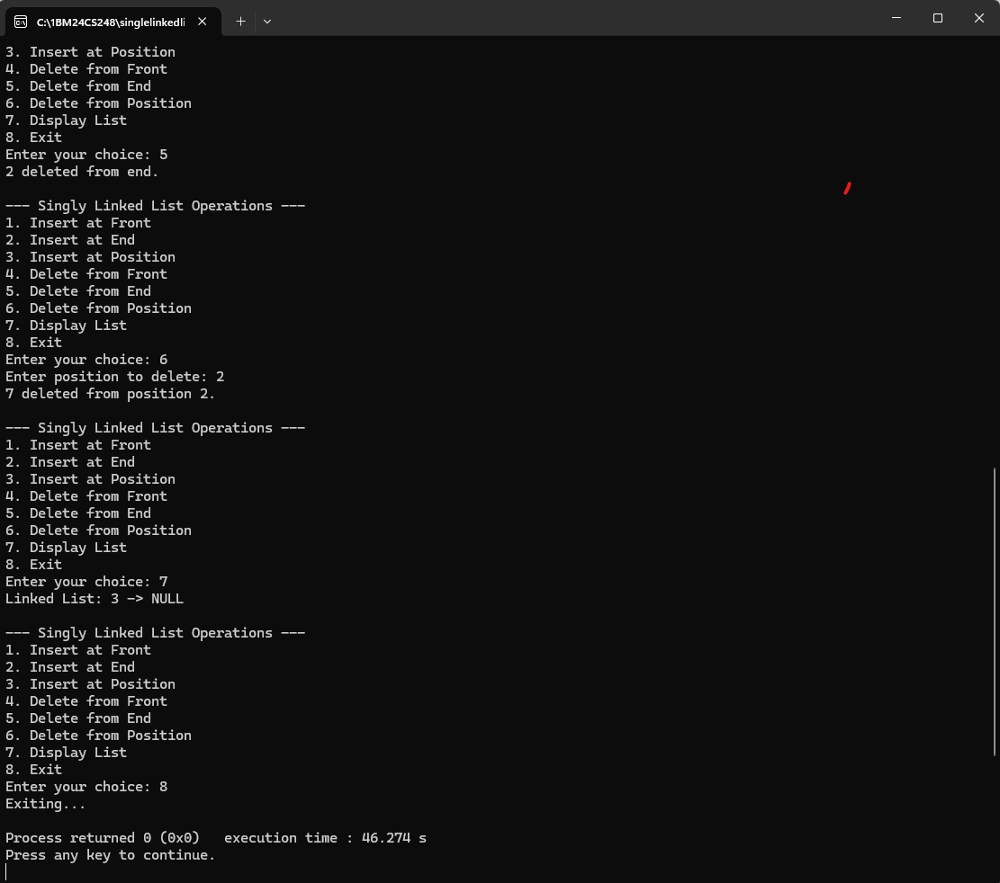 C:\1BM24CS248\singlelinkedli
3. Insert at Position
4. Delete from Front
5. Delete from End
6. Delete from Position
7. Display List
8. Exit
Enter your choice: 5
2 deleted from end.
--- Singly Linked List Operations ---
1. Insert at Front
2. Insert at End
3. Insert at Position
4. Delete from Front
5. Delete from End
6. Delete from Position
7. Display List
8. Exit
Enter your choice: 6
Enter position to delete: 2
7 deleted from position 2.
--- Singly Linked List Operations ---
1. Insert at Front
2. Insert at End
3. Insert at Position
4. Delete from Front
5. Delete from End
6. Delete from Position
7. Display List
8. Exit
Enter your choice: 7
Linked List: 3 -> NULL
--- Singly Linked List Operations ---
1. Insert at Front
2. Insert at End
3. Insert at Position
4. Delete from Front
5. Delete from End
6. Delete from Position
7. Display List
8. Exit
Enter your choice: 8
Exiting...
Process returned 0 (0x0)   execution time : 46.274 s
Press any key to continue.